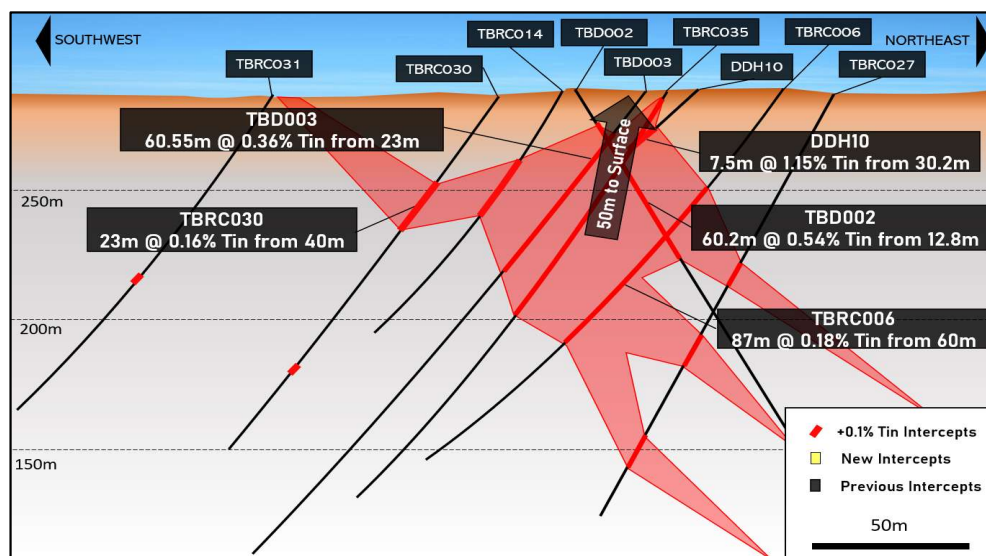 SOUTHWEST
NORTHEAST
TBRC031
TBRC030
TBRC014
TBD002
TBD003
TBRC035
DDH10
TBRC006
TBRC027
TBD003
60.55m @ 0.36% Tin from 23m
DDH10
7.5m @ 1.15% Tin from 30.2m
50m to Surface
250m
TBRC030
23m @ 0.16% Tin from 40m
TBD002
60.2m @ 0.54% Tin from 12.8m
200m
TBRC006
87m @ 0.18% Tin from 60m
150m
+0.1% Tin Intercepts
New Intercepts
Previous Intercepts
50m